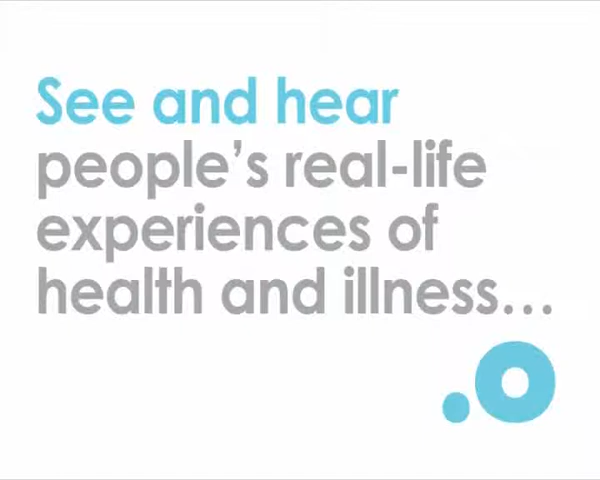 See and hear
people’s real-life
experiences of
health and illness...
.o